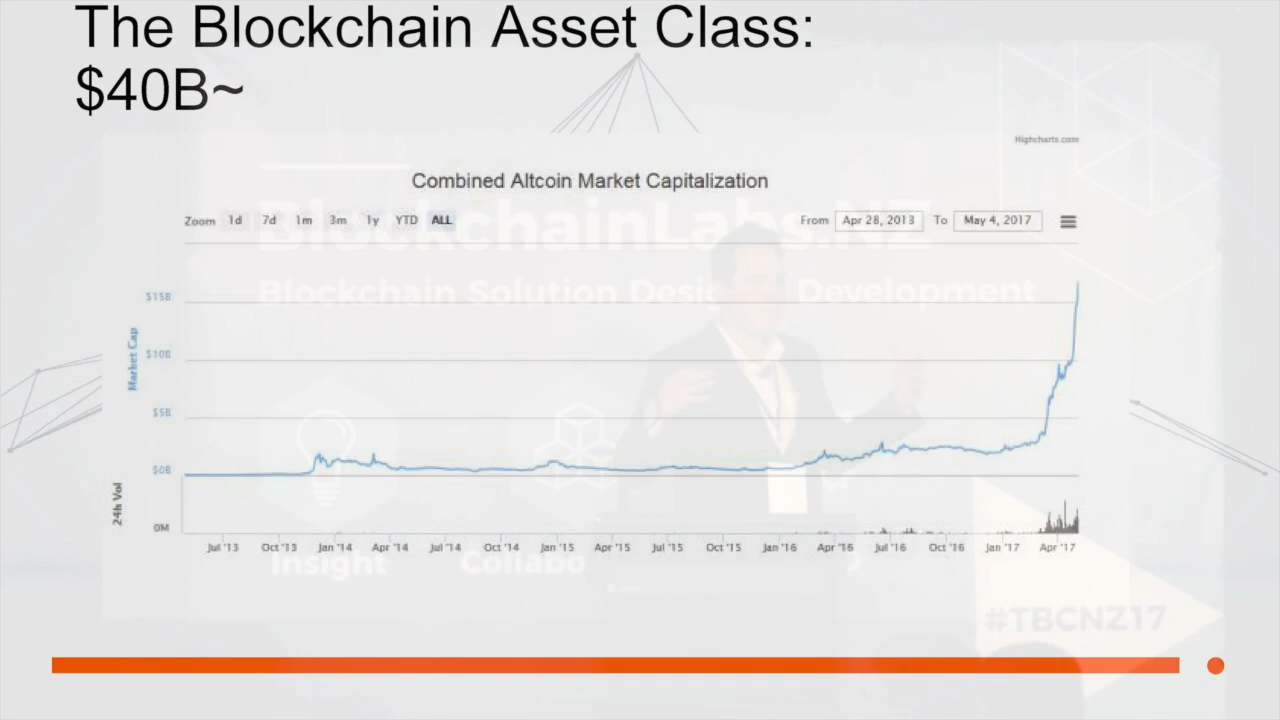 The Blockchain Asset Class:
$40B~
Highcharts.com
Combined Altcoin Market Capitalization
Zoom 1d 7d 1m 3m 1y YTD ALL
From Apr 28, 2013 To May 4, 2017
BlockchainLabs.NZ
Blockchain Solution Design Development
$15B
$10B
$5B
$0B
Market Cap
24h Vol
0M
Jul '13 Oct '13 Jan '14 Apr '14 Jul '14 Oct '14 Jan '15 Apr '15 Jul '15 Oct '15 Jan '16 Apr '16 Jul '16 Oct '16 Jan '17 Apr '17
Insight Collabo
#TBCNZ17